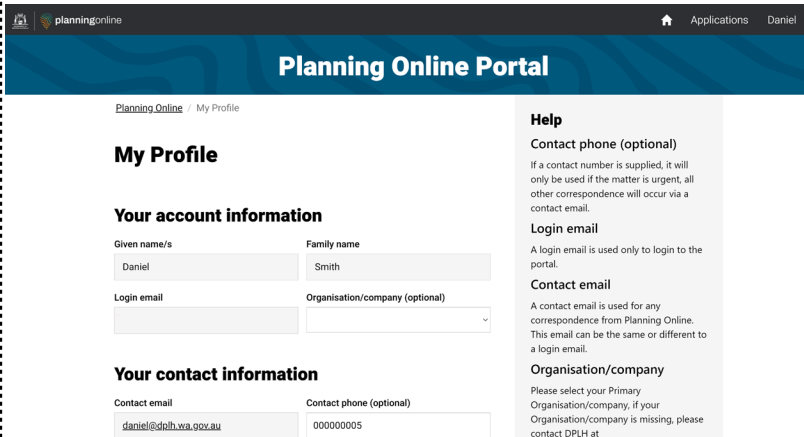 planningonline
Applications
Daniel
Planning Online Portal
Planning Online / My Profile
My Profile
Your account information
Given name/s
Family name
Daniel
Smith
Login email
Organisation/company (optional)
Your contact information
Contact email
Contact phone (optional)
daniel@dplh.wa.gov.au
000000005
Help
Contact phone (optional)
If a contact number is supplied, it will
only be used if the matter is urgent, all
other correspondence will occur via a
contact email.
Login email
A login email is used only to login to the
portal.
Contact email
A contact email is used for any
correspondence from Planning Online.
This email can be the same or different to
a login email.
Organisation/company
Please select your Primary
Organisation/company, if your
Organisation/company is missing, please
contact DPLH at